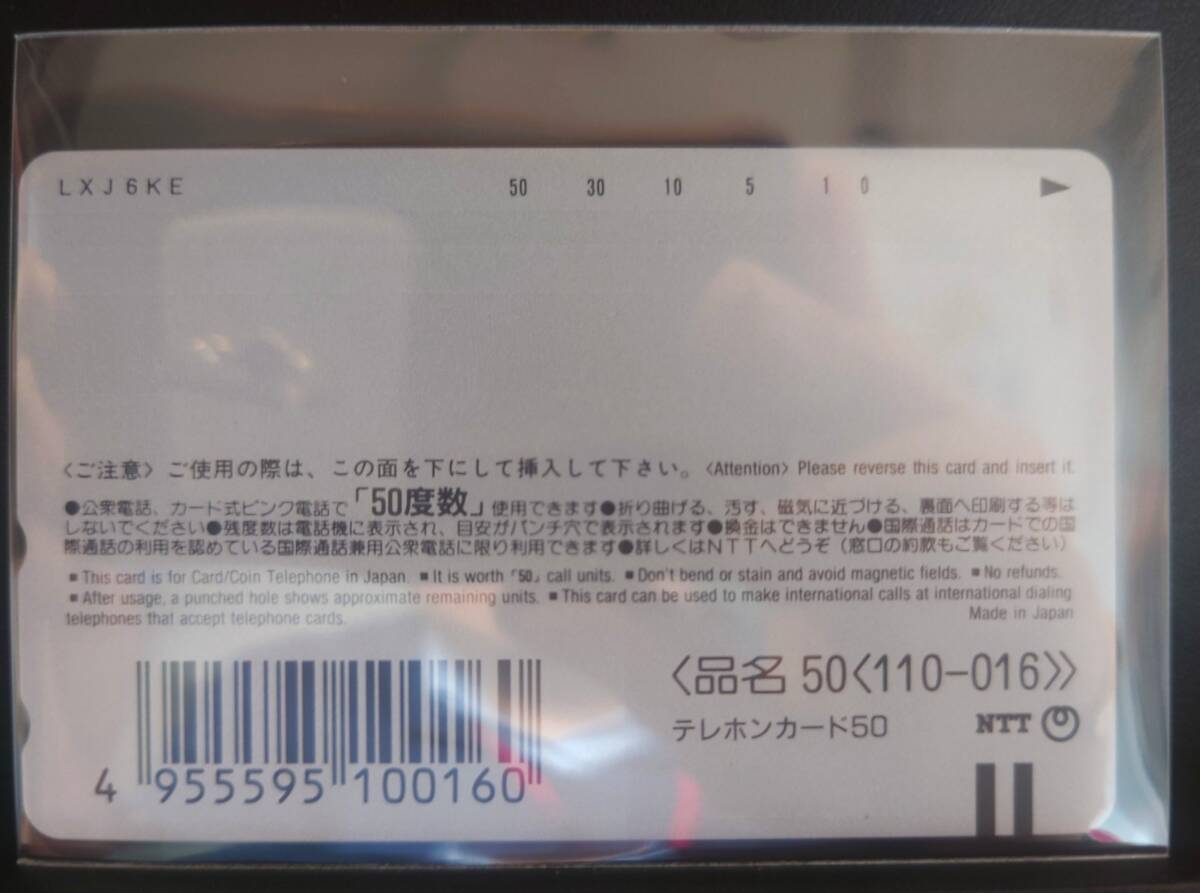 LXJ6KE 50 30 10 5 1 0
〈ご注意〉ご使用の際は、この面を下にして挿入して下さい。〈Attention〉Please reverse this card and insert it.
●公衆電話、カード式ピンク電話で「50度数」使用できます●折り曲げる、汚す、磁気に近づける、裏面へ印刷する等は
しないでください●残度数は電話機に表示され、目安がパンチ穴で表示されます●換金はできません●国際通話はカードでの国
際通話の利用を認めている国際通話兼用公衆電話に限り利用できます●詳しくはNTTへどうぞ（窓口の約款もご覧ください）
■This card is for Card/Coin Telephone in Japan. ■It is worth「50」call units. ■Don't bend or stain and avoid magnetic fields. ■No refunds.
■After usage, a punched hole shows approximate remaining units. ■This card can be used to make international calls at international dialing
telephones that accept telephone cards. Made in Japan
〈品名 50〈110-016〉〉
テレホンカード50 NTT
4 955595 100160